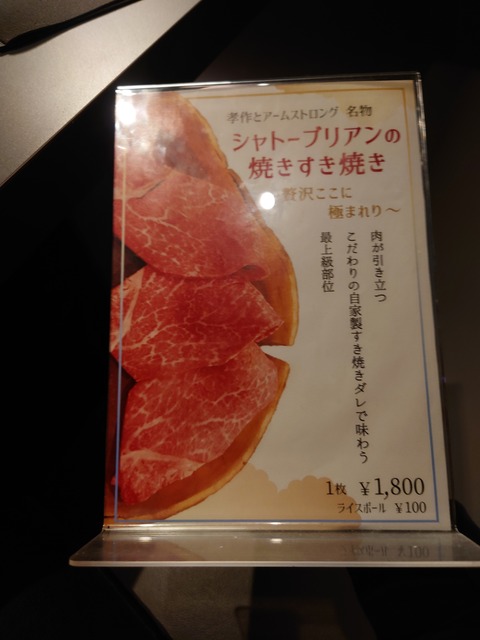 孝作とアームストロング 名物
シャトーブリアンの
焼きすき焼き
贅沢ここに
極まれり～
肉が引き立つ
こだわりの自家製すき焼きダレで味わう
最上級部位
1枚 ￥1,800
ライスボール ￥100